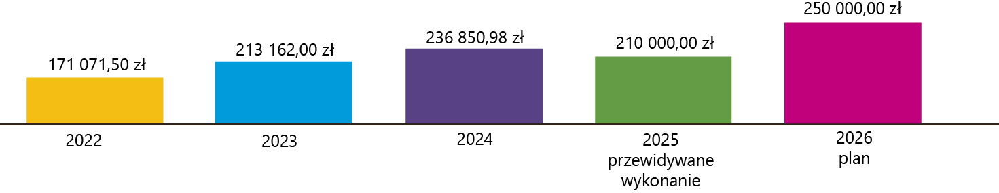 171 071,50 zł
213 162,00 zł
236 850,98 zł
210 000,00 zł
250 000,00 zł
2022
2023
2024
2025
przewidywane
wykonanie
2026
plan